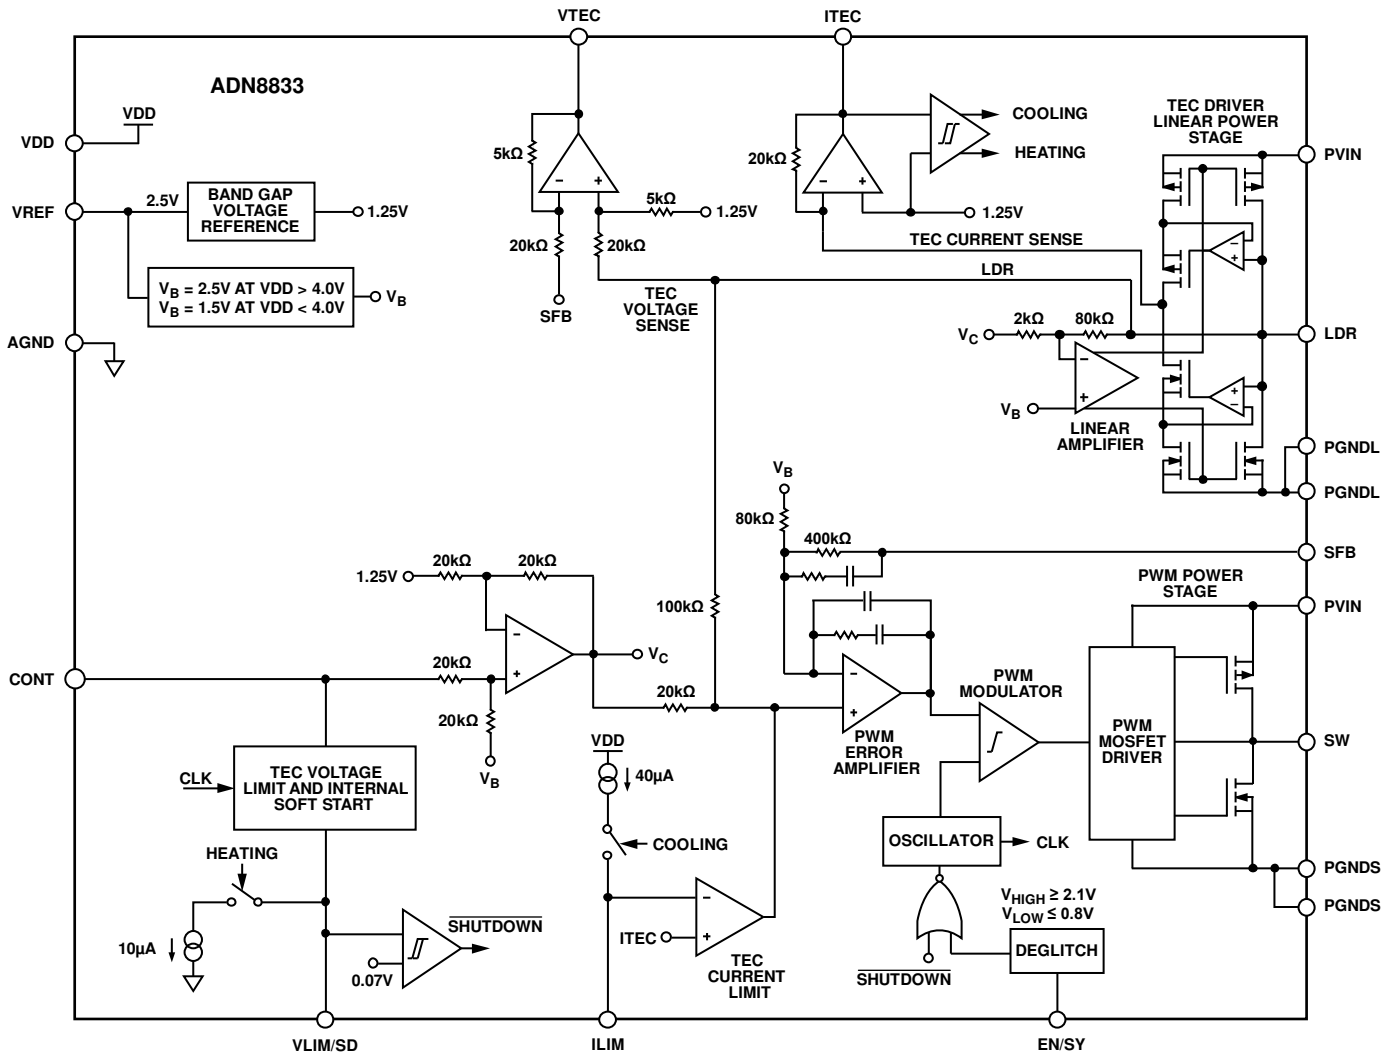 VTEC
ITEC
ADN8833
VDD
VDD
VREF
2.5V
BAND GAP
VOLTAGE
REFERENCE
1.25V
VB = 2.5V AT VDD > 4.0V
VB = 1.5V AT VDD < 4.0V
VB
AGND
5kΩ
–
+
5kΩ
1.25V
20kΩ
20kΩ
SFB
TEC
VOLTAGE
SENSE
20kΩ
–
+
COOLING
HEATING
1.25V
TEC CURRENT SENSE
LDR
TEC DRIVER
LINEAR POWER
STAGE
PVIN
–
+
VC
2kΩ
80kΩ
LDR
–
+
VB
LINEAR
AMPLIFIER
+
–
PGNDL
PGNDL
VB
80kΩ
400kΩ
SFB
1.25V
20kΩ
20kΩ
–
+
VC
100kΩ
CONT
20kΩ
20kΩ
VB
20kΩ
–
+
PWM
ERROR
AMPLIFIER
PWM
MODULATOR
PWM POWER
STAGE
PVIN
PWM
MOSFET
DRIVER
SW
PGNDS
PGNDS
CLK
TEC VOLTAGE
LIMIT AND INTERNAL
SOFT START
HEATING
10µA
0.07V
SHUTDOWN
VDD
40µA
COOLING
ITEC
–
+
TEC
CURRENT
LIMIT
OSCILLATOR
CLK
VHIGH ≥ 2.1V
VLOW ≤ 0.8V
DEGLITCH
SHUTDOWN
VLIM/SD
ILIM
EN/SY